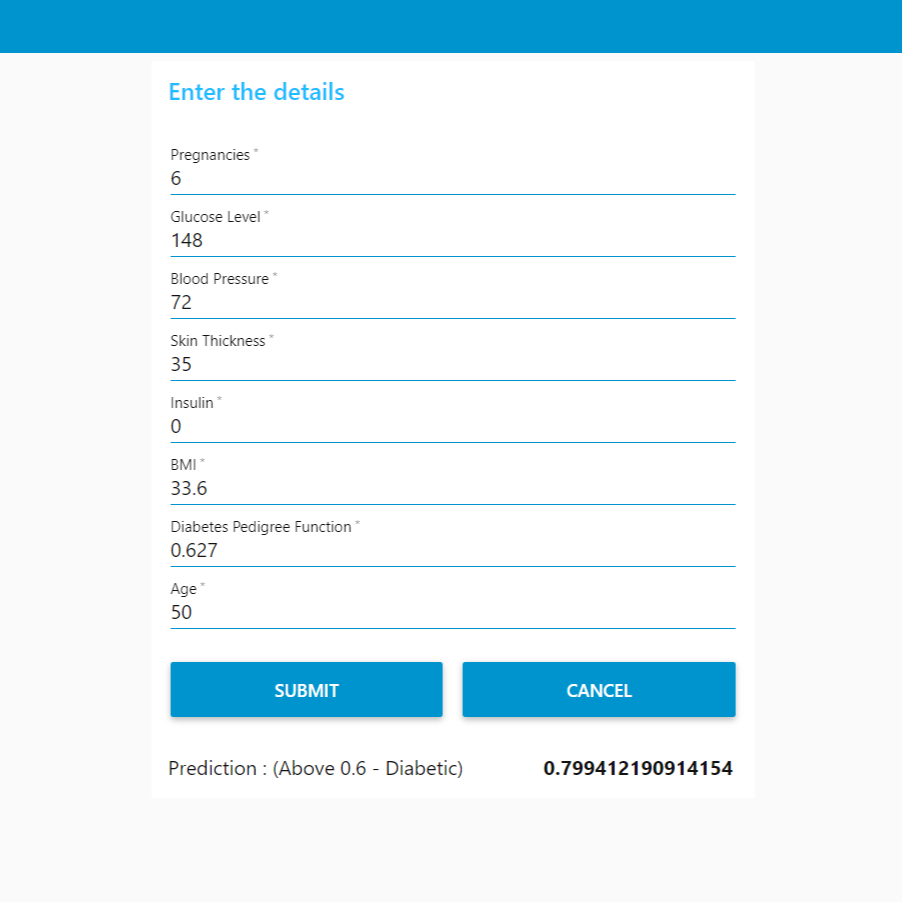 Enter the details
Pregnancies *
6
Glucose Level *
148
Blood Pressure *
72
Skin Thickness *
35
Insulin *
0
BMI *
33.6
Diabetes Pedigree Function *
0.627
Age *
50
SUBMIT CANCEL
Prediction : (Above 0.6 - Diabetic) 0.799412190914154